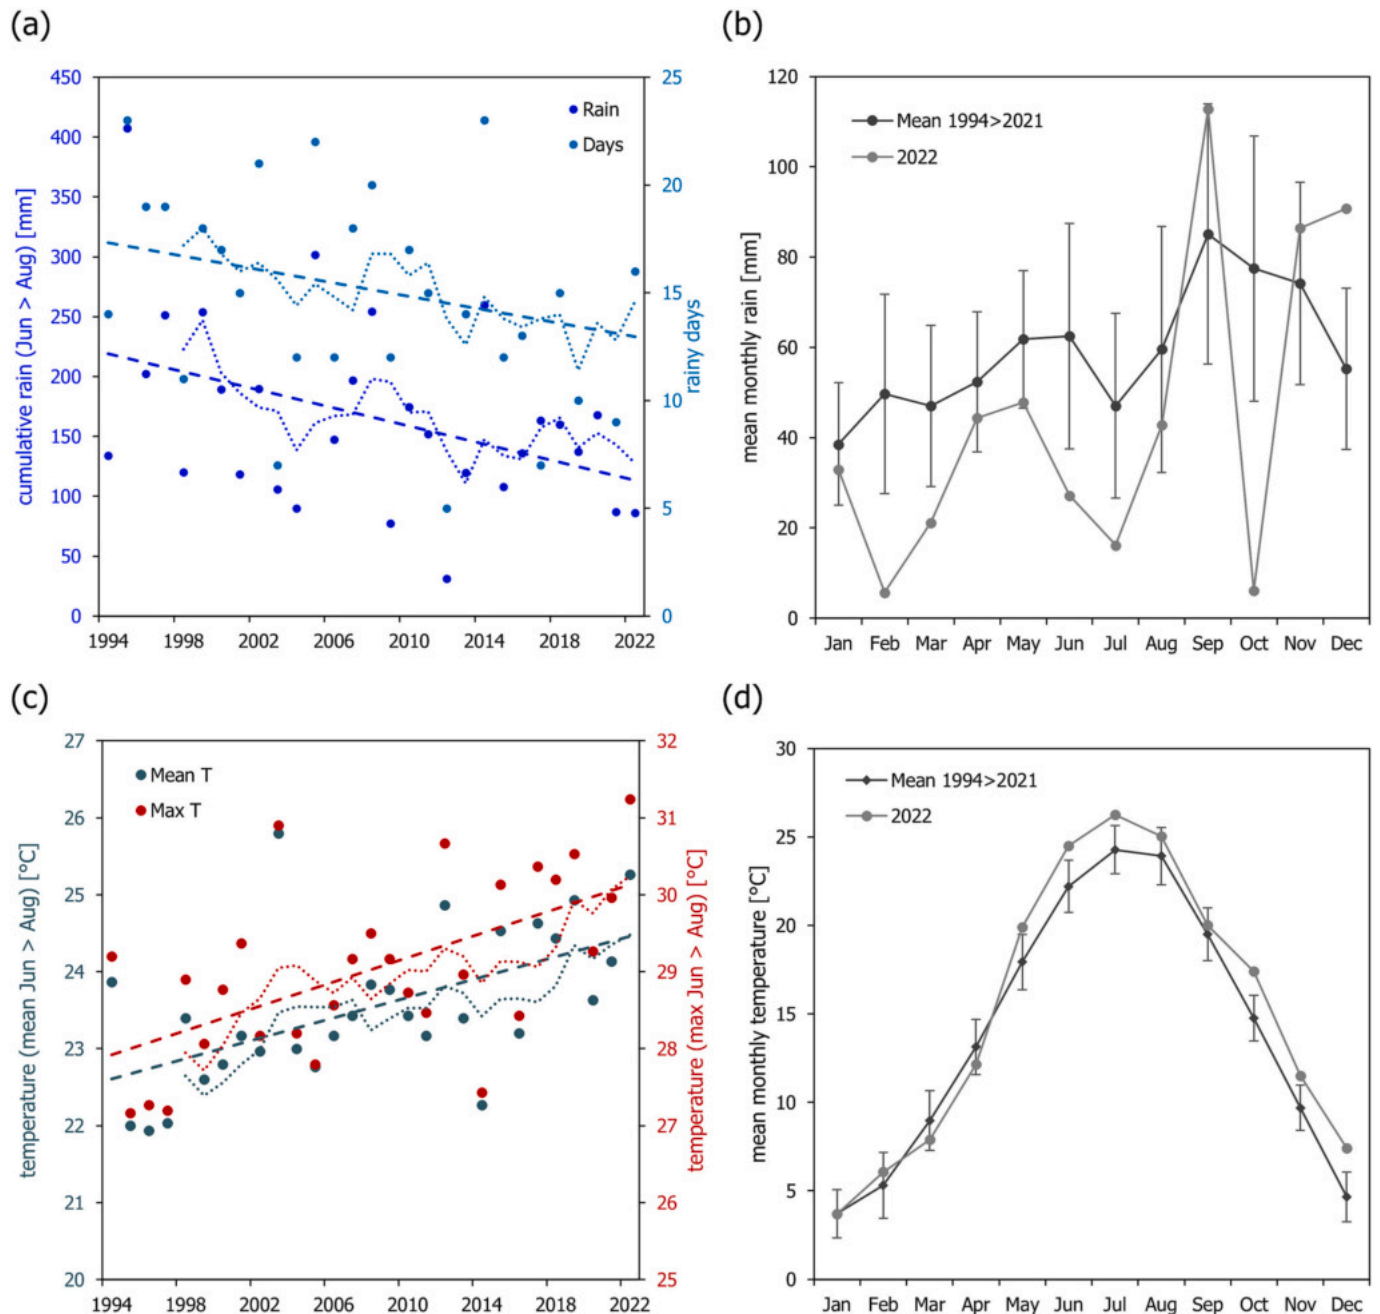 (a)
450
400
350
300
250
200
150
100
50
0
cumulative rain (Jun > Aug) [mm]
25
20
15
10
5
0
rainy days
Rain
Days
1994 1998 2002 2006 2010 2014 2018 2022
(b)
120
100
80
60
40
20
0
mean monthly rain [mm]
Mean 1994>2021
2022
Jan Feb Mar Apr May Jun Jul Aug Sep Oct Nov Dec
(c)
27
26
25
24
23
22
21
20
temperature (mean Jun > Aug) [°C]
32
31
30
29
28
27
26
25
temperature (max Jun > Aug) [°C]
Mean T
Max T
1994 1998 2002 2006 2010 2014 2018 2022
(d)
30
25
20
15
10
5
0
mean monthly temperature [°C]
Mean 1994>2021
2022
Jan Feb Mar Apr May Jun Jul Aug Sep Oct Nov Dec